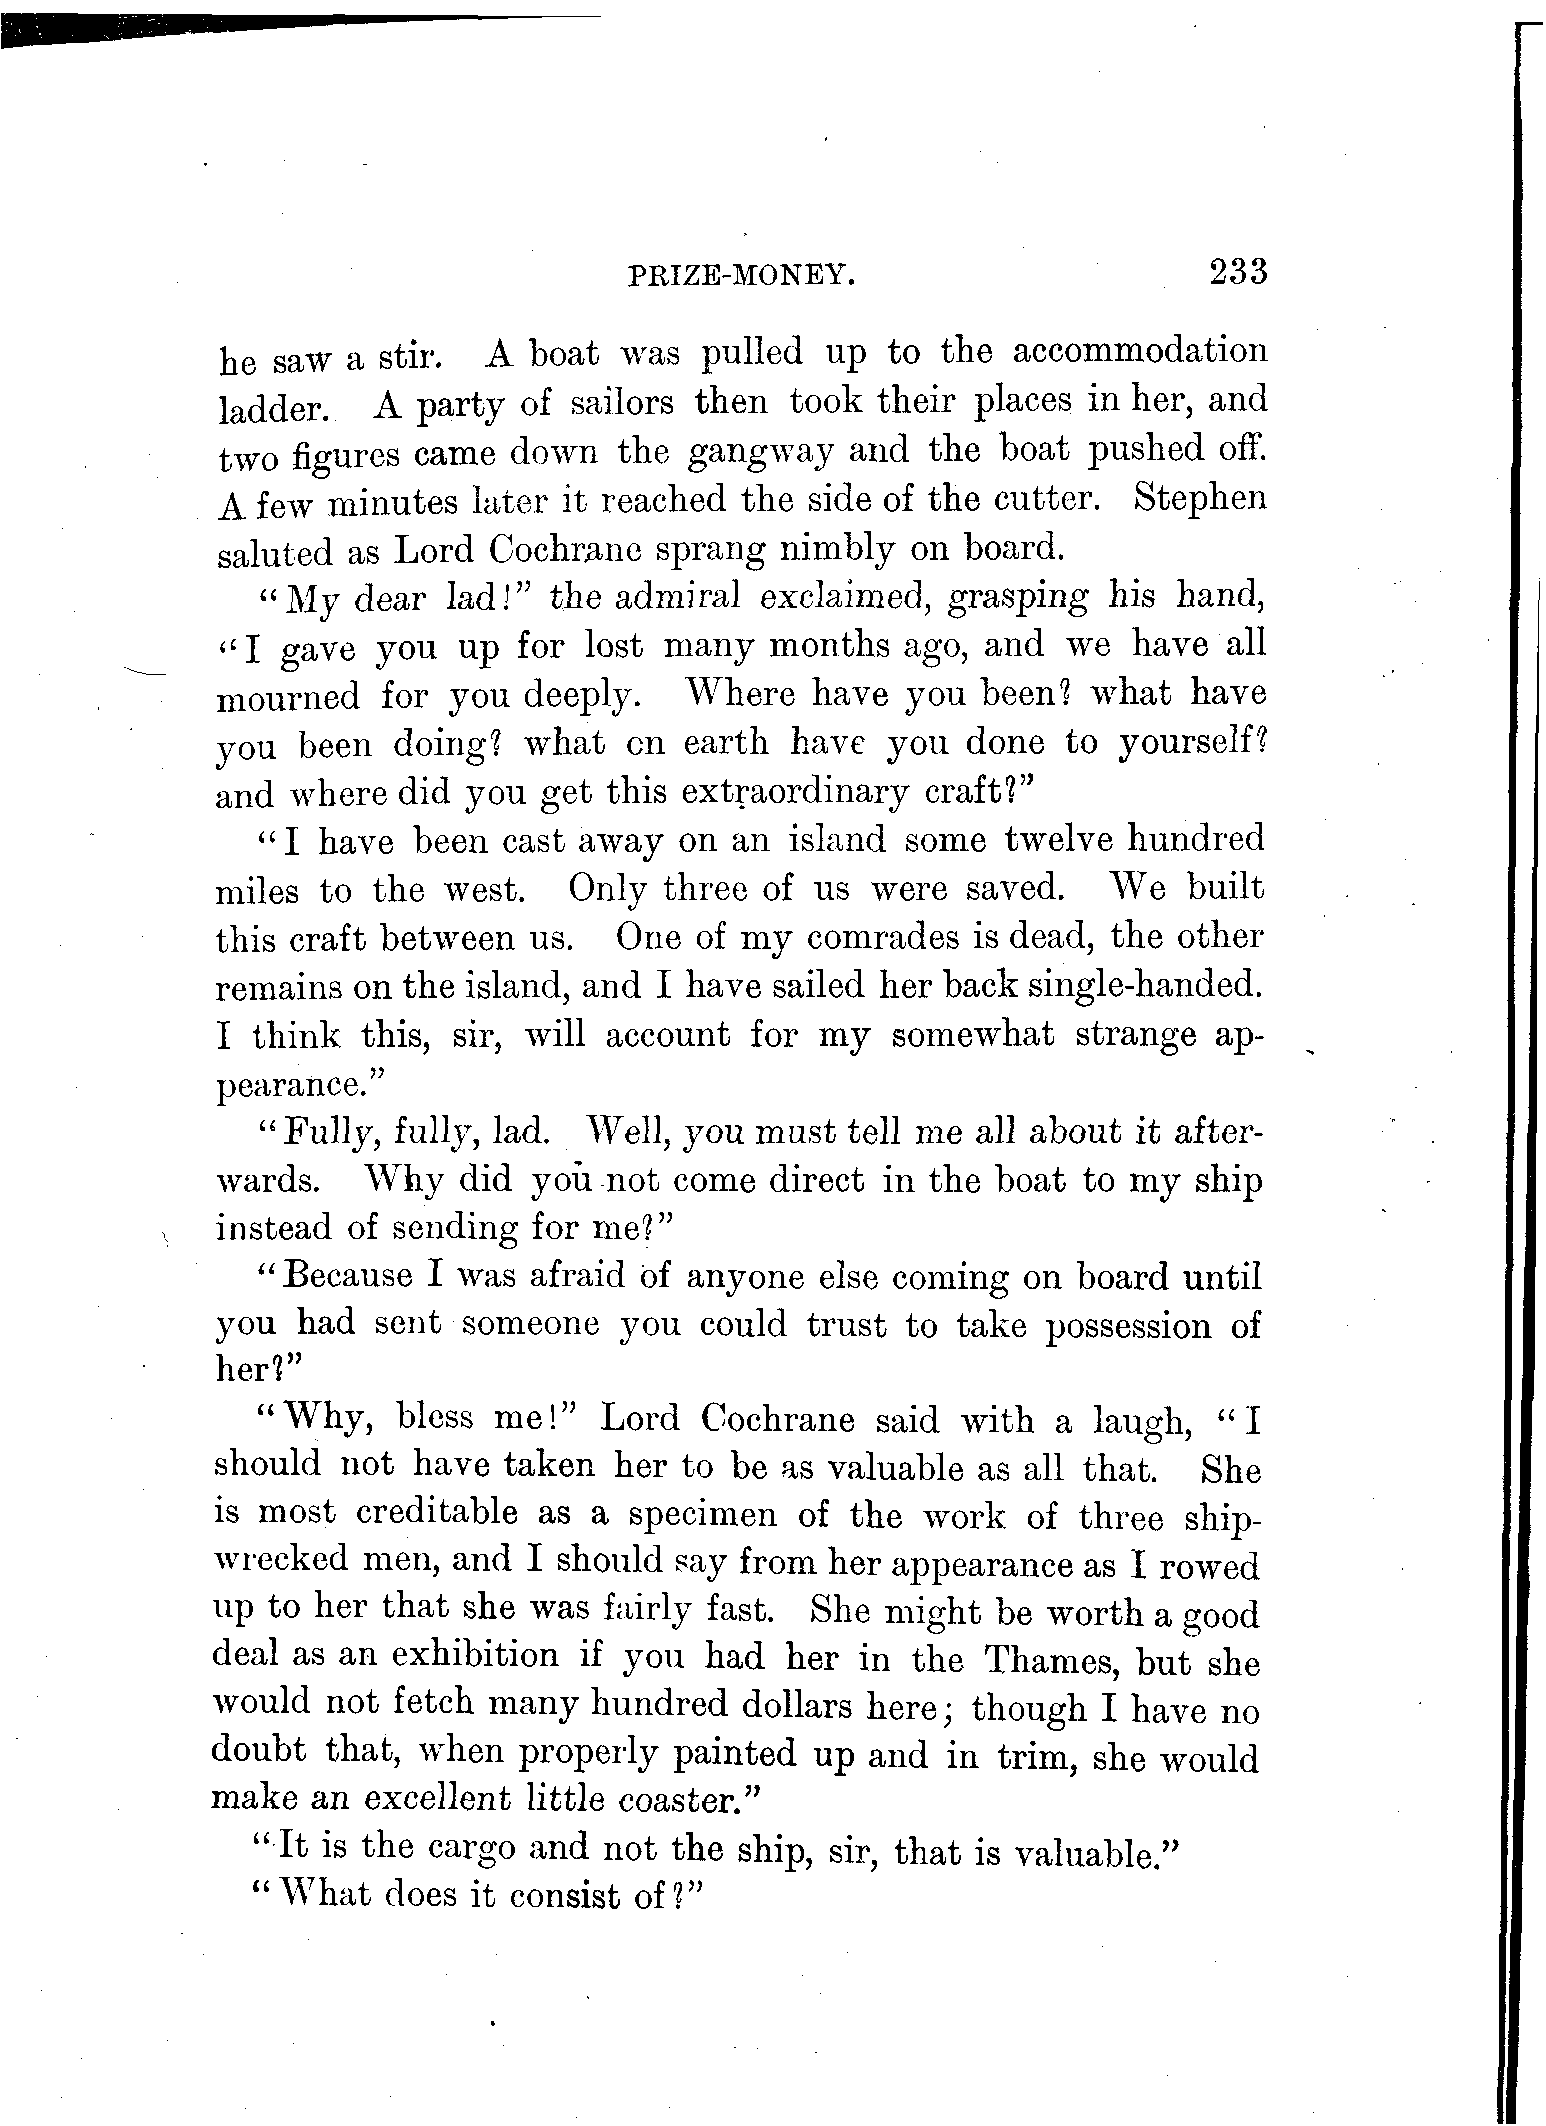 PRIZE-MONEY. 233
he saw a stir. A boat was pulled up to the accommodation
ladder. A party of sailors then took their places in her, and
two figures came down the gangway and the boat pushed off.
A few minutes later it reached the side of the cutter. Stephen
saluted as Lord Cochrane sprang nimbly on board.
"My dear lad!" the admiral exclaimed, grasping his hand,
"I gave you up for lost many months ago, and we have all
mourned for you deeply. Where have you been? what have
you been doing? what on earth have you done to yourself?
and where did you get this extraordinary craft?"
"I have been cast away on an island some twelve hundred
miles to the west. Only three of us were saved. We built
this craft between us. One of my comrades is dead, the other
remains on the island, and I have sailed her back single-handed.
I think this, sir, will account for my somewhat strange ap-
pearance."
"Fully, fully, lad. Well, you must tell me all about it after-
wards. Why did you not come direct in the boat to my ship
instead of sending for me?"
"Because I was afraid of anyone else coming on board until
you had sent someone you could trust to take possession of
her?"
"Why, bless me!" Lord Cochrane said with a laugh, "I
should not have taken her to be as valuable as all that. She
is most creditable as a specimen of the work of three ship-
wrecked men, and I should say from her appearance as I rowed
up to her that she was fairly fast. She might be worth a good
deal as an exhibition if you had her in the Thames, but she
would not fetch many hundred dollars here; though I have no
doubt that, when properly painted up and in trim, she would
make an excellent little coaster."
"It is the cargo and not the ship, sir, that is valuable."
"What does it consist of?"